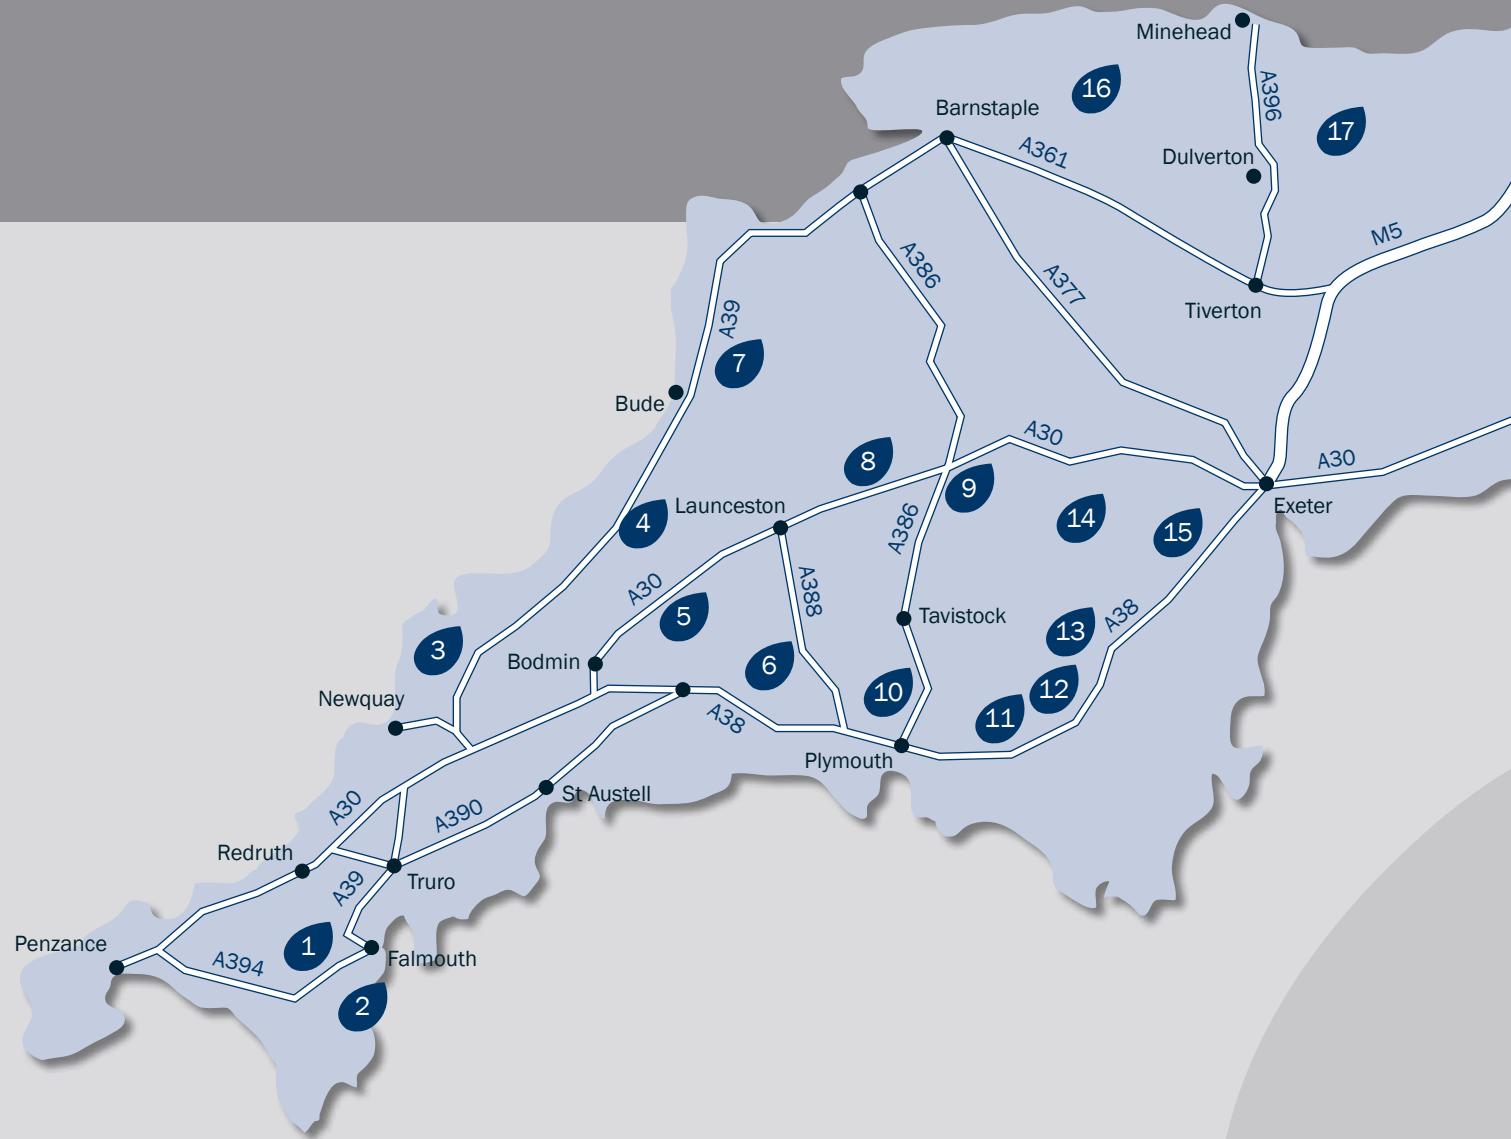 Minehead
16
A396
Barnstaple
17
A361
Dulverton
M5
A386
A377
Tiverton
A39
7
Bude
A30
8
A30
9
Launceston
Exeter
4
14
A386
15
A30
A388
5
Tavistock
A38
13
3
Bodmin
6
10
12
Newquay
A38
11
Plymouth
St Austell
A30
A390
Redruth
Truro
A39
Penzance
1
Falmouth
A394
2